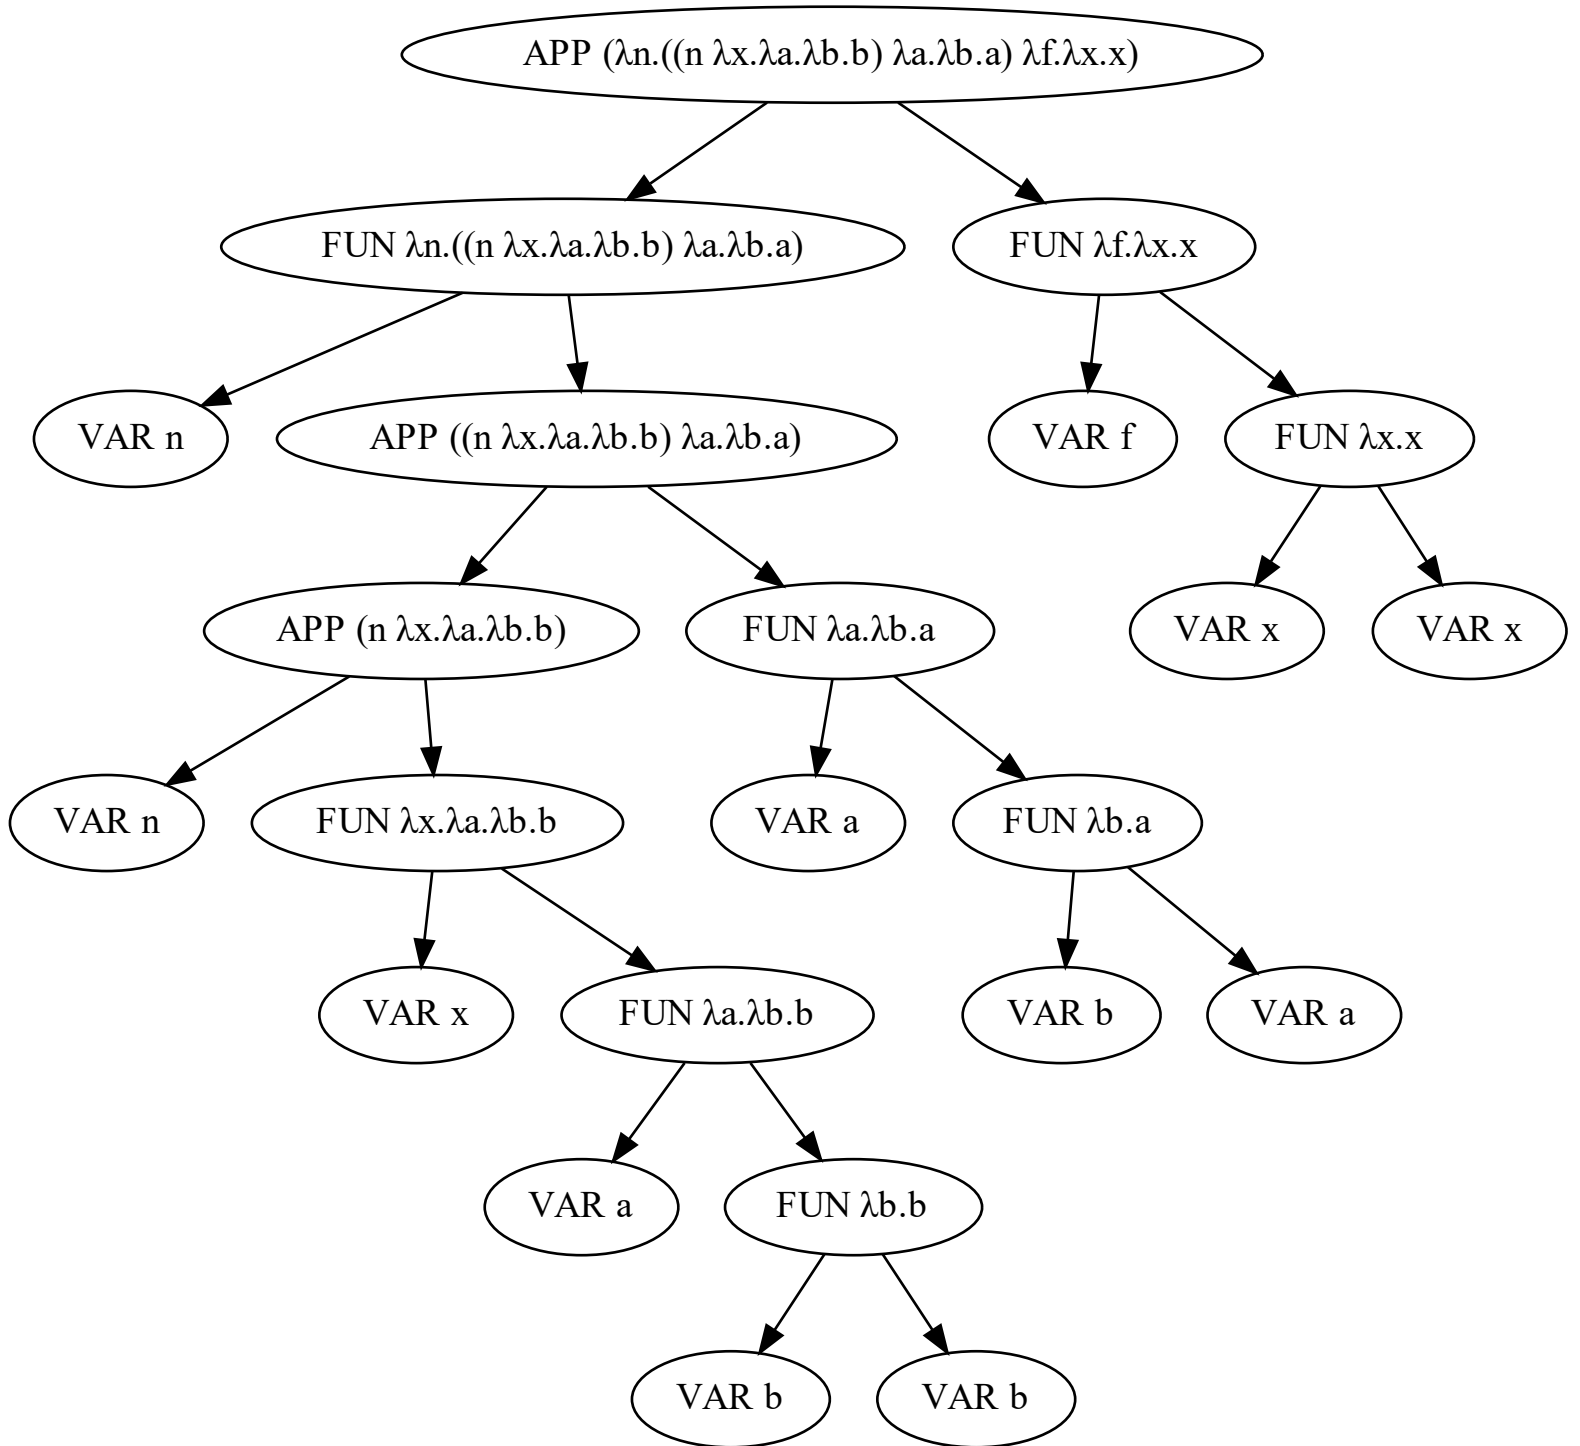 APP (λn.((n λx.λa.λb.b) λa.λb.a) λf.λx.x)
FUN λn.((n λx.λa.λb.b) λa.λb.a)
FUN λf.λx.x
VAR n
APP ((n λx.λa.λb.b) λa.λb.a)
VAR f
FUN λx.x
APP (n λx.λa.λb.b)
FUN λa.λb.a
VAR x
VAR x
VAR n
FUN λx.λa.λb.b
VAR a
FUN λb.a
VAR x
FUN λa.λb.b
VAR b
VAR a
VAR a
FUN λb.b
VAR b
VAR b